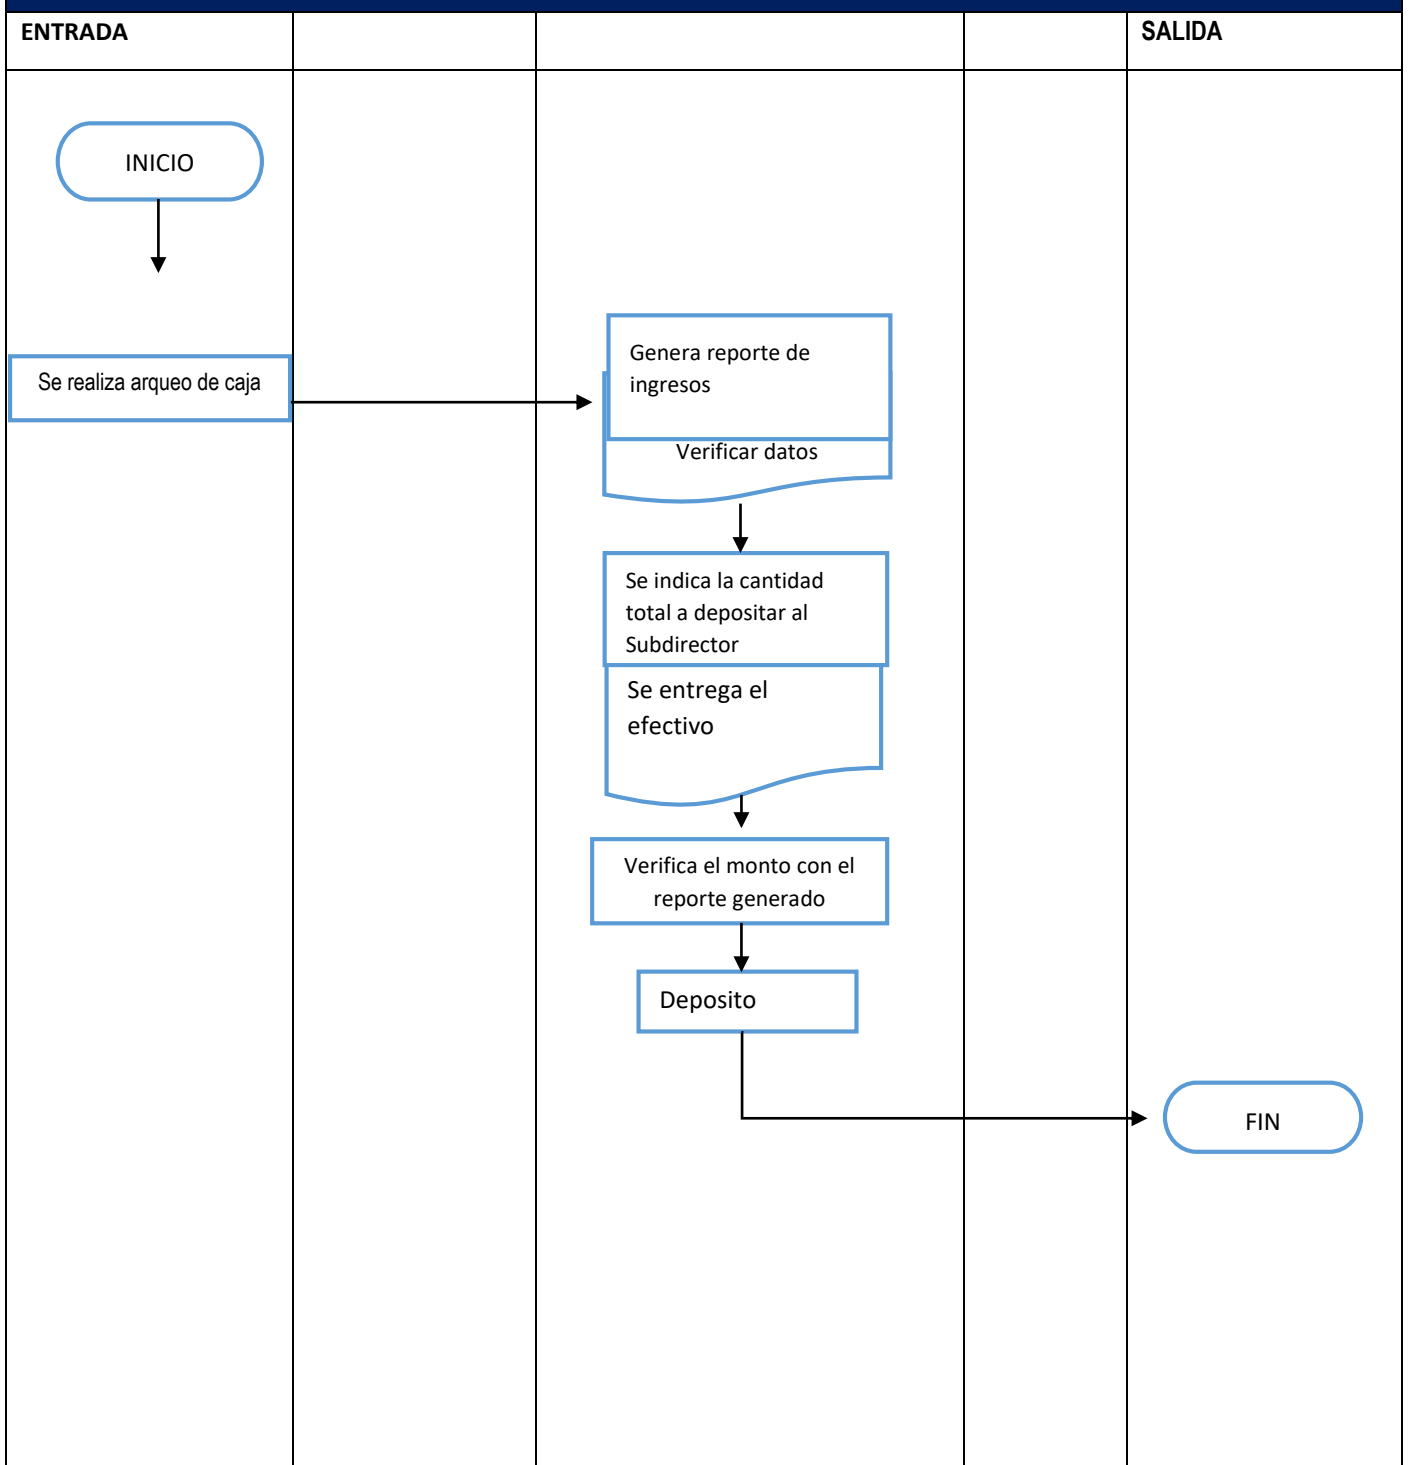 ENTRADA
SALIDA
INICIO
Se realiza arqueo de caja
Genera reporte de
ingresos
Verificar datos
Se indica la cantidad
total a depositar al
Subdirector
Se entrega el
efectivo
Verifica el monto con el
reporte generado
Deposito
FIN